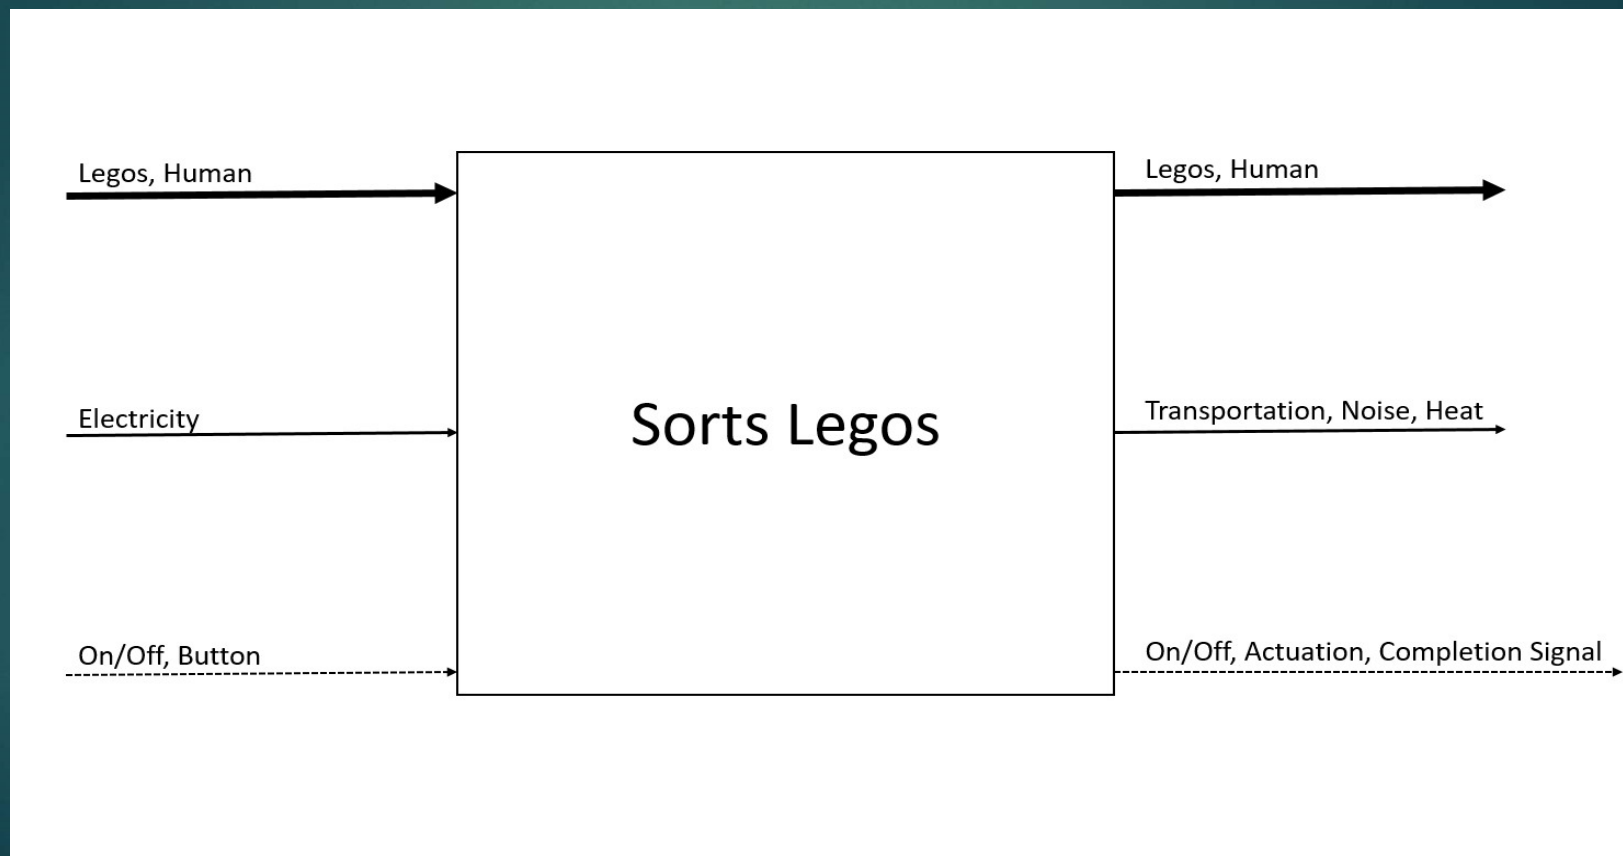 Legos, Human
Legos, Human
Electricity
Sorts Legos
Transportation, Noise, Heat
On/Off, Button
On/Off, Actuation, Completion Signal